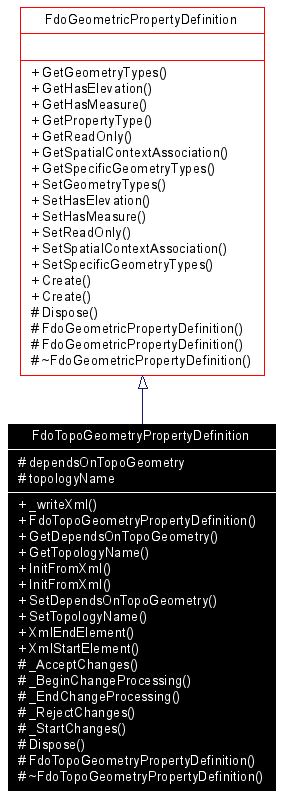 FdoGeometricPropertyDefinition
+ GetGeometryTypes()
+ GetHasElevation()
+ GetHasMeasure()
+ GetPropertyType()
+ GetReadOnly()
+ GetSpatialContextAssociation()
+ GetSpecificGeometryTypes()
+ SetGeometryTypes()
+ SetHasElevation()
+ SetHasMeasure()
+ SetReadOnly()
+ SetSpatialContextAssociation()
+ SetSpecificGeometryTypes()
+ Create()
+ Create()
# Dispose()
# FdoGeometricPropertyDefinition()
# FdoGeometricPropertyDefinition()
# ~FdoGeometricPropertyDefinition()
FdoTopoGeometryPropertyDefinition
# dependsOnTopoGeometry
# topologyName
+ _writeXml()
+ FdoTopoGeometryPropertyDefinition()
+ GetDependsOnTopoGeometry()
+ GetTopologyName()
+ InitFromXml()
+ InitFromXml()
+ SetDependsOnTopoGeometry()
+ SetTopologyName()
+ XmlEndElement()
+ XmlStartElement()
# _AcceptChanges()
# _BeginChangeProcessing()
# _EndChangeProcessing()
# _RejectChanges()
# _StartChanges()
# Dispose()
# FdoTopoGeometryPropertyDefinition()
# ~FdoTopoGeometryPropertyDefinition()